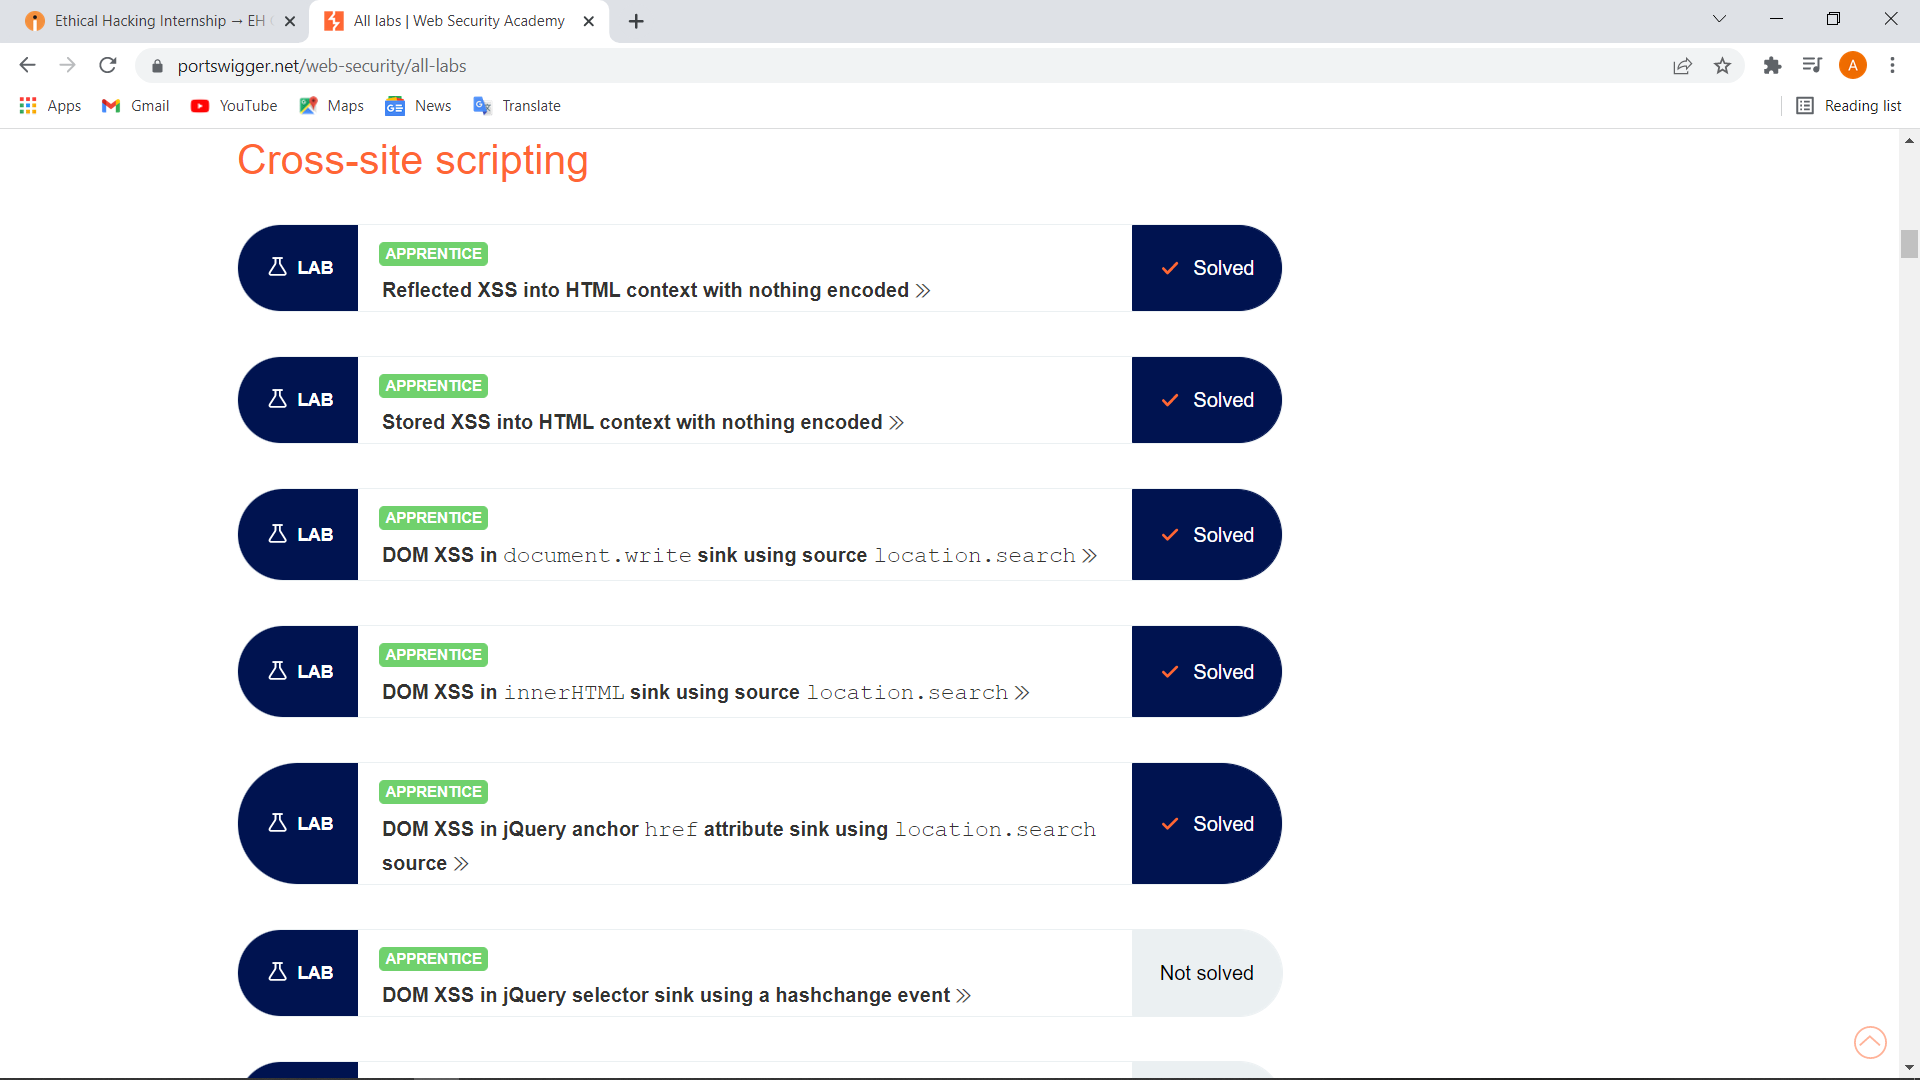 Ethical Hacking Internship → EH
All labs | Web Security Academy
portswigger.net/web-security/all-labs
A
Apps
Gmail
YouTube
Maps
News
Translate
Reading list
Cross-site scripting
LAB
APPRENTICE
Reflected XSS into HTML context with nothing encoded
Solved
LAB
APPRENTICE
Stored XSS into HTML context with nothing encoded
Solved
LAB
APPRENTICE
DOM XSS in document.write sink using source location.search
Solved
LAB
APPRENTICE
DOM XSS in innerHTML sink using source location.search
Solved
LAB
APPRENTICE
DOM XSS in jQuery anchor href attribute sink using location.search
source
Solved
LAB
APPRENTICE
DOM XSS in jQuery selector sink using a hashchange event
Not solved